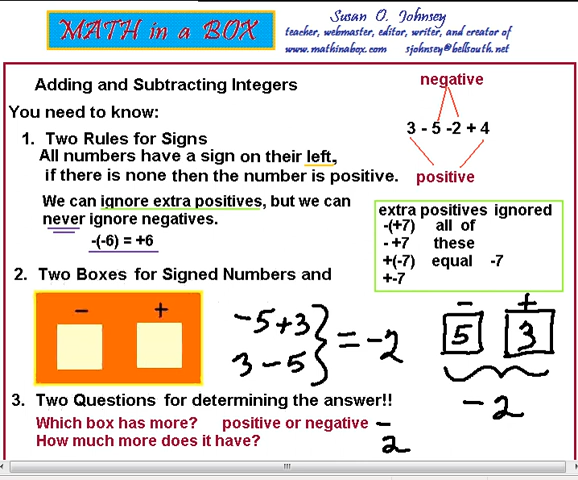 MATH in a BOX
Susan O. Johnsey
teacher, webmaster, editor, writer, and creator of
www.mathinabox.com sjohnsey@bellsouth.net
Adding and Subtracting Integers
negative
You need to know:
3 - 5 -2 + 4
positive
1. Two Rules for Signs
All numbers have a sign on their left,
if there is none then the number is positive.
We can ignore extra positives, but we can
never ignore negatives.
-(-6) = +6
extra positives ignored
-(+7) all of
- +7 these
+(-7) equal -7
+-7
2. Two Boxes for Signed Numbers and
- +
-5+3
3-5
} = -2
- +
5 3
-2
3. Two Questions for determining the answer!!
Which box has more? positive or negative -
How much more does it have? 2